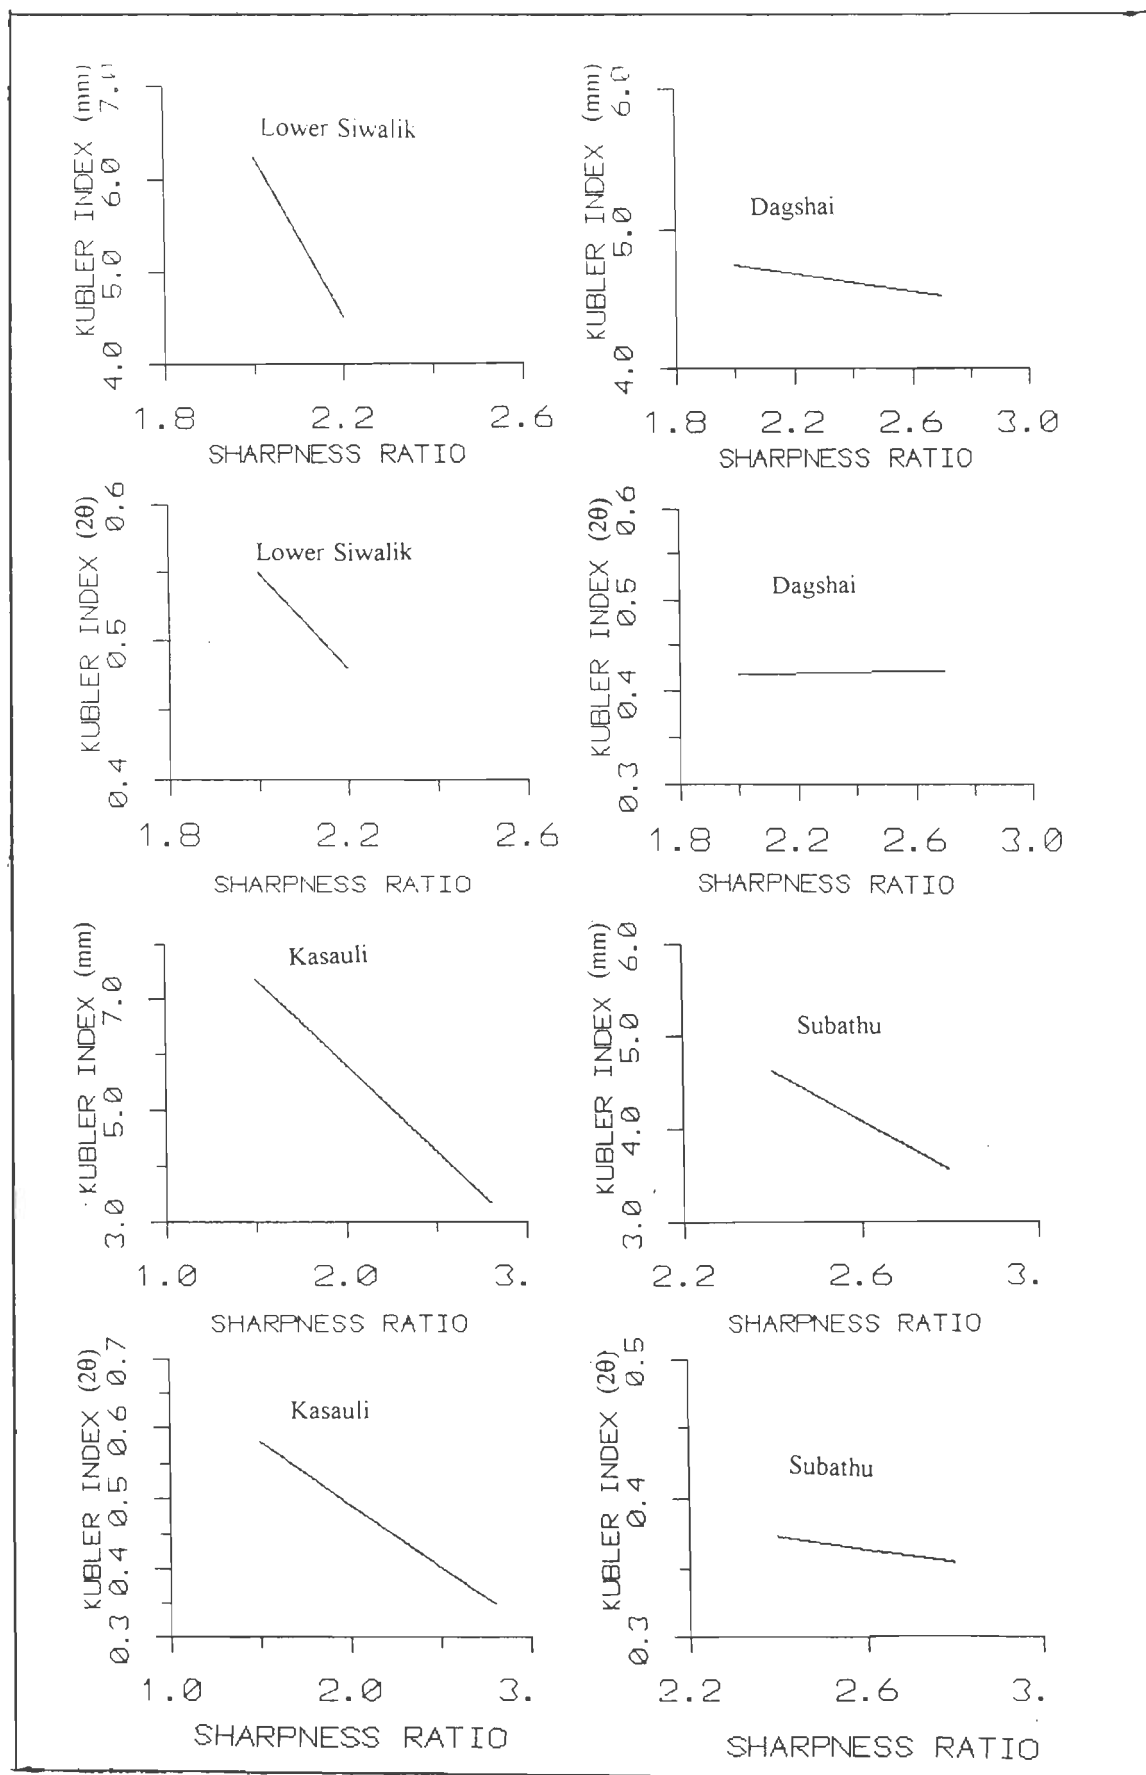 KUBLER INDEX (mm)
7.0
6.0
5.0
4.0
Lower Siwalik
1.8 2.2 2.6
SHARPNESS RATIO
KUBLER INDEX (mm)
6.0
5.0
4.0
Dagshai
1.8 2.2 2.6 3.0
SHARPNESS RATIO
KUBLER INDEX (2θ)
0.6
0.5
0.4
Lower Siwalik
1.8 2.2 2.6
SHARPNESS RATIO
KUBLER INDEX (2θ)
0.6
0.5
0.4
0.3
Dagshai
1.8 2.2 2.6 3.0
SHARPNESS RATIO
KUBLER INDEX (mm)
7.0
5.0
3.0
Kasauli
1.0 2.0 3.
SHARPNESS RATIO
KUBLER INDEX (mm)
6.0
5.0
4.0
3.0
Subathu
2.2 2.6 3.
SHARPNESS RATIO
KUBLER INDEX (2θ)
0.7
0.6
0.5
0.4
0.3
Kasauli
1.0 2.0 3.
SHARPNESS RATIO
KUBLER INDEX (2θ)
0.5
0.4
0.3
Subathu
2.2 2.6 3.
SHARPNESS RATIO